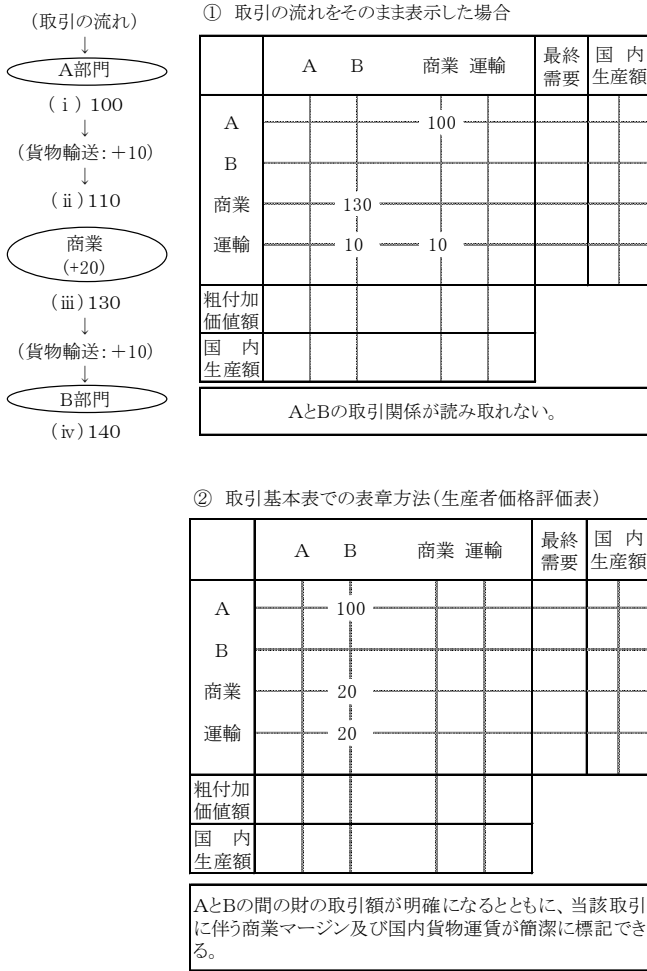 (取引の流れ)
↓
A部門
(ⅰ)100
↓
(貨物輸送:+10)
↓
(ⅱ)110
商業
(+20)
(ⅲ)130
↓
(貨物輸送:+10)
↓
B部門
(ⅳ)140
① 取引の流れをそのまま表示した場合
A B 商業 運輸 最終需要 国内生産額
A 100
B
商業 130
運輸 10 10
粗付加
価値額
国 内
生産額
AとBの取引関係が読み取れない。
② 取引基本表での表章方法(生産者価格評価表)
A B 商業 運輸 最終需要 国内生産額
A 100
B
商業 20
運輸 20
粗付加
価値額
国 内
生産額
AとBの間の財の取引額が明確になるとともに、当該取引
に伴う商業マージン及び国内貨物運賃が簡潔に標記でき
る。